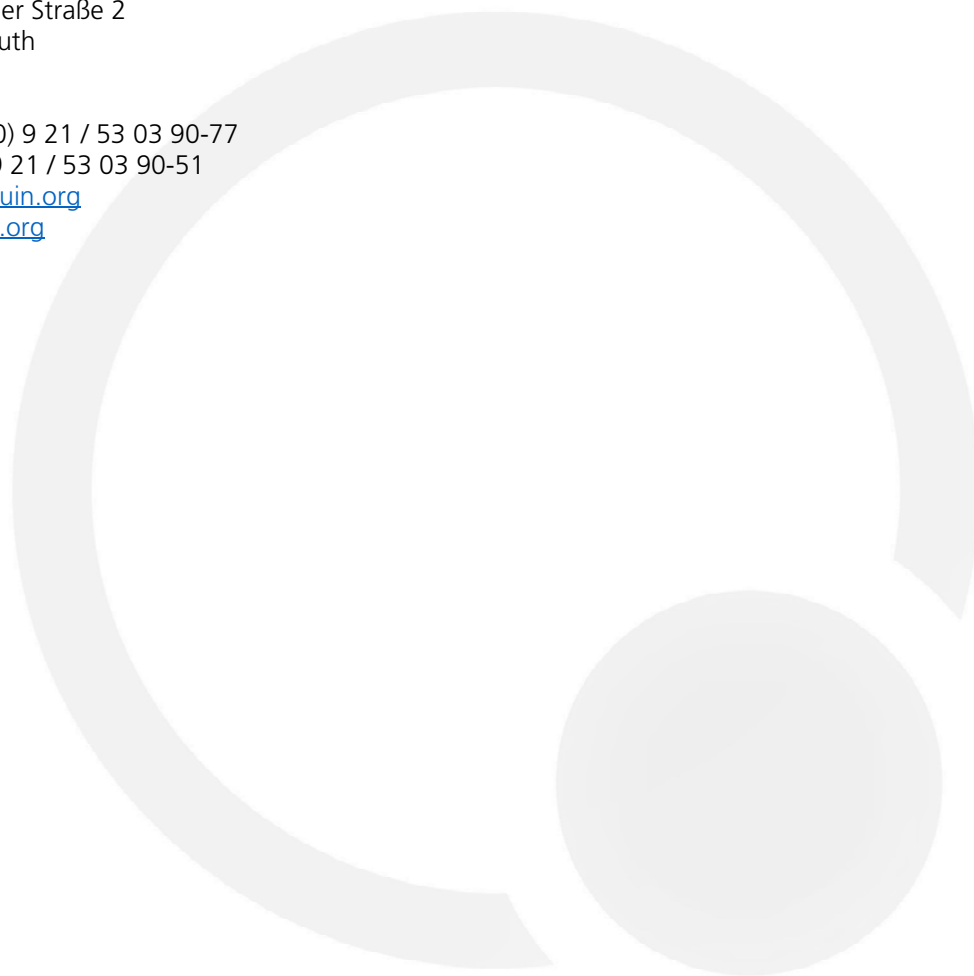 er Straße 2
uth
0) 9 21 / 53 03 90-77
9 21 / 53 03 90-51
uin.org
.org